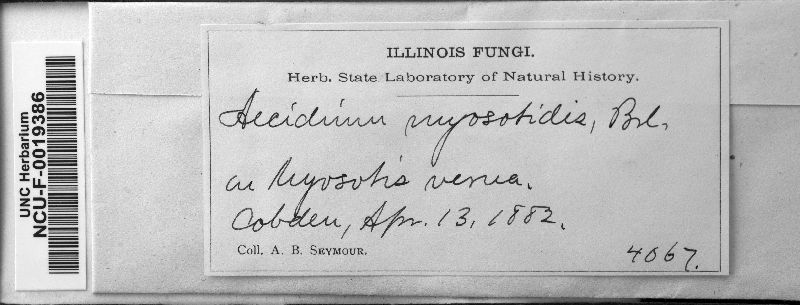 UNC Herbarium
NCU-F-0019386
ILLINOIS FUNGI.
Herb. State Laboratory of Natural History.
Aecidium myosotidis, Brl.
on Myosotis verna.
Cobden, Apr. 13, 1882.
Coll. A. B. SEYMOUR.
4067.